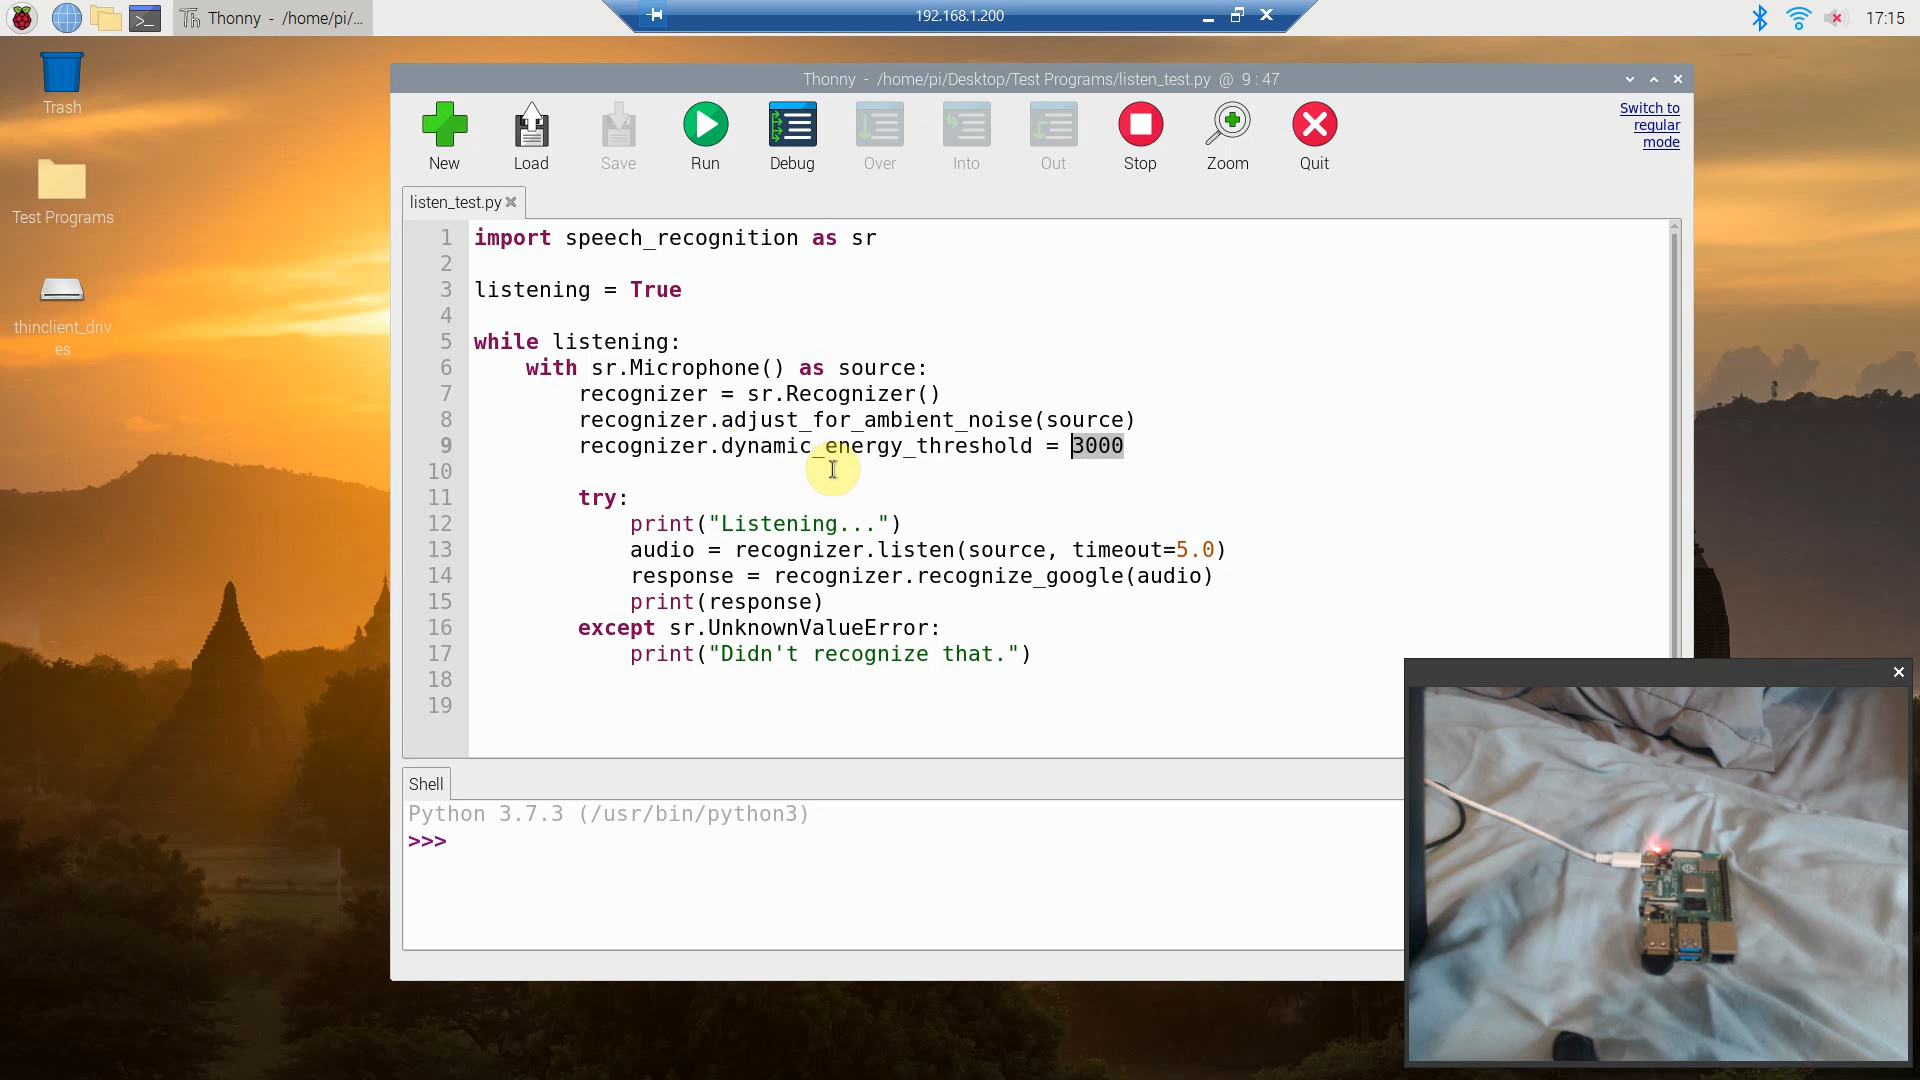 Thonny - /home/pi/...
192.168.1.200
17:15
Trash
Test Programs
thinclient_driv
es
Thonny - /home/pi/Desktop/Test Programs/listen_test.py @ 9 : 47
New
Load
Save
Run
Debug
Over
Into
Out
Stop
Zoom
Quit
Switch to
regular
mode
listen_test.py
1 import speech_recognition as sr
2
3 listening = True
4
5 while listening:
6 with sr.Microphone() as source:
7 recognizer = sr.Recognizer()
8 recognizer.adjust_for_ambient_noise(source)
9 recognizer.dynamic_energy_threshold = 3000
10
11 try:
12 print("Listening...")
13 audio = recognizer.listen(source, timeout=5.0)
14 response = recognizer.recognize_google(audio)
15 print(response)
16 except sr.UnknownValueError:
17 print("Didn't recognize that.")
18
19
Shell
Python 3.7.3 (/usr/bin/python3)
>>>